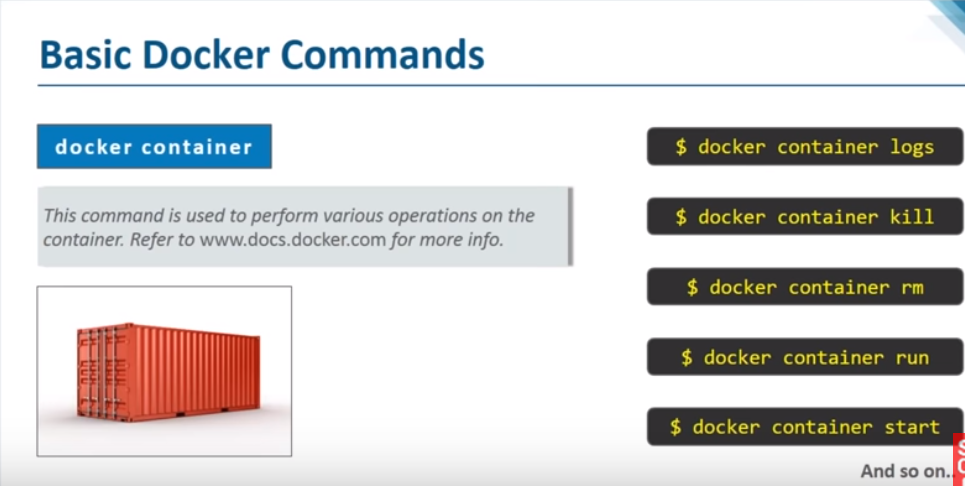 Basic Docker Commands
docker container
This command is used to perform various operations on the
container. Refer to www.docs.docker.com for more info.
$ docker container logs
$ docker container kill
$ docker container rm
$ docker container run
$ docker container start
And so on..